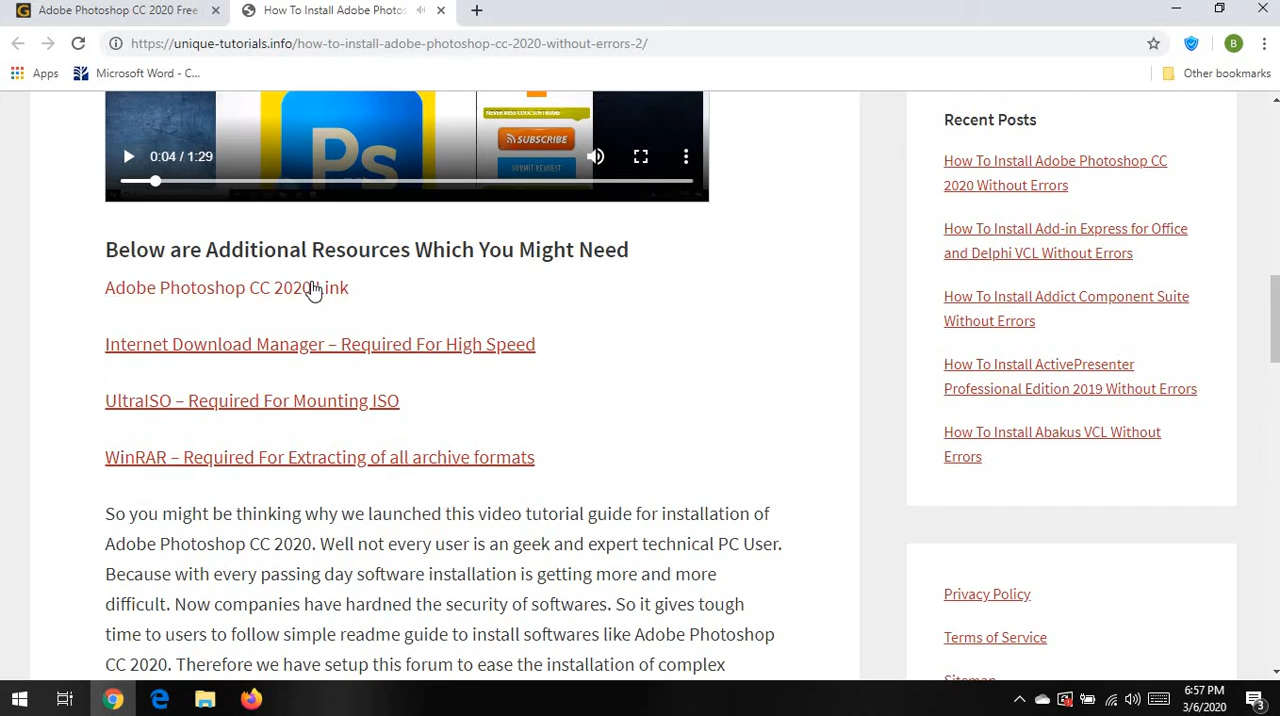 Adobe Photoshop CC 2020 Free
How To Install Adobe Photos
https://unique-tutorials.info/how-to-install-adobe-photoshop-cc-2020-without-errors-2/
B
Apps
Microsoft Word - C...
Other bookmarks
Ps
SUBSCRIBE
SUBMIT REQUEST
0:04 / 1:29
Below are Additional Resources Which You Might Need
Adobe Photoshop CC 2020 Link
Internet Download Manager – Required For High Speed
UltraISO – Required For Mounting ISO
WinRAR – Required For Extracting of all archive formats
So you might be thinking why we launched this video tutorial guide for installation of
Adobe Photoshop CC 2020. Well not every user is an geek and expert technical PC User.
Because with every passing day software installation is getting more and more
difficult. Now companies have hardned the security of softwares. So it gives tough
time to users to follow simple readme guide to install softwares like Adobe Photoshop
CC 2020. Therefore we have setup this forum to ease the installation of complex
Recent Posts
How To Install Adobe Photoshop CC
2020 Without Errors
How To Install Add-in Express for Office
and Delphi VCL Without Errors
How To Install Addict Component Suite
Without Errors
How To Install ActivePresenter
Professional Edition 2019 Without Errors
How To Install Abakus VCL Without
Errors
Privacy Policy
Terms of Service
Sitemap
6:57 PM
3/6/2020
3